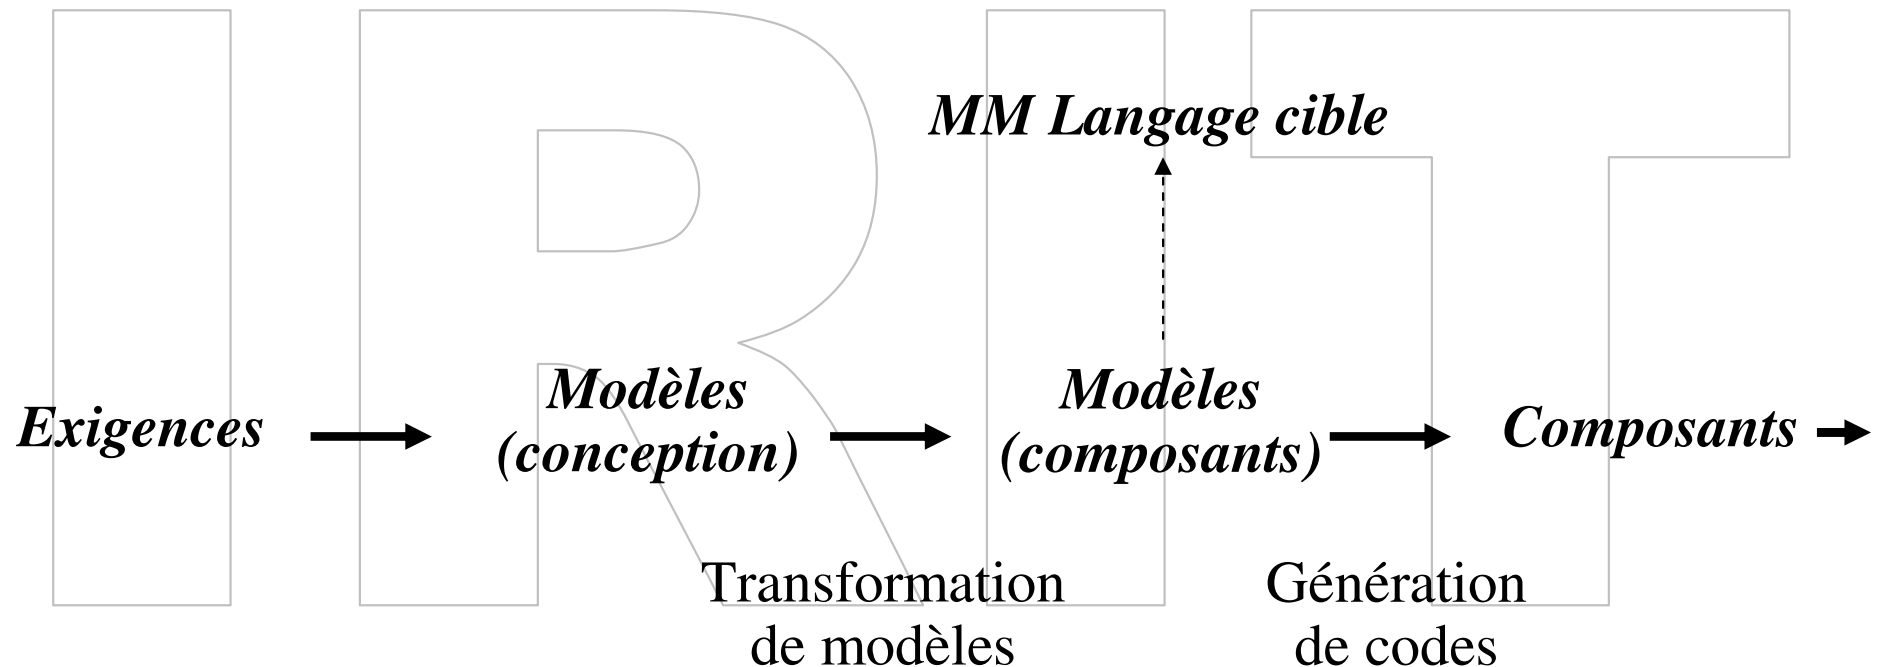 IRIT
MM Langage cible
Exigences
Modèles
(conception)
Modèles
(composants)
Composants
Transformation
de modèles
Génération
de codes